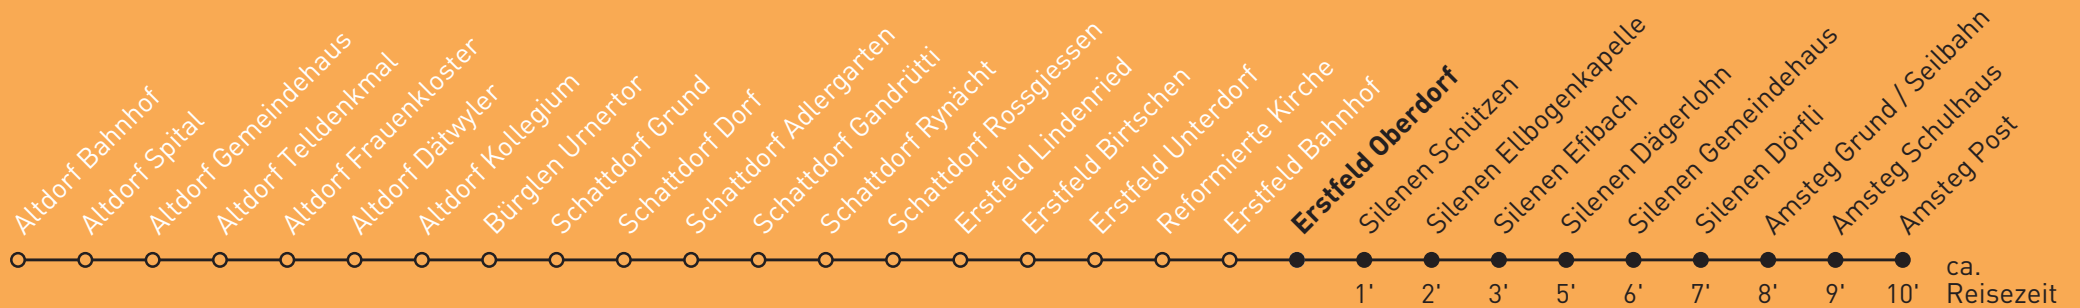 Altdorf Bahnhof
Altdorf Spital
Altdorf Gemeindehaus
Altdorf Telldenkmal
Altdorf Frauenkloster
Altdorf Dätwyler
Altdorf Kollegium
Bürglen Urnertor
Schattdorf Grund
Schattdorf Dorf
Schattdorf Adlergarten
Schattdorf Gandrütti
Schattdorf Rynächt
Schattdorf Rossgiessen
Erstfeld Lindenried
Erstfeld Birtschen
Erstfeld Unterdorf
Reformierte Kirche
Erstfeld Bahnhof
Erstfeld Oberdorf
Silenen Schützen
Silenen Ellbogenkapelle
Silenen Efibach
Silenen Dägerlohn
Silenen Gemeindehaus
Silenen Dörfli
Amsteg Grund / Seilbahn
Amsteg Schulhaus
Amsteg Post
1' 2' 3' 5' 6' 7' 8' 9' 10'
ca.
Reisezeit